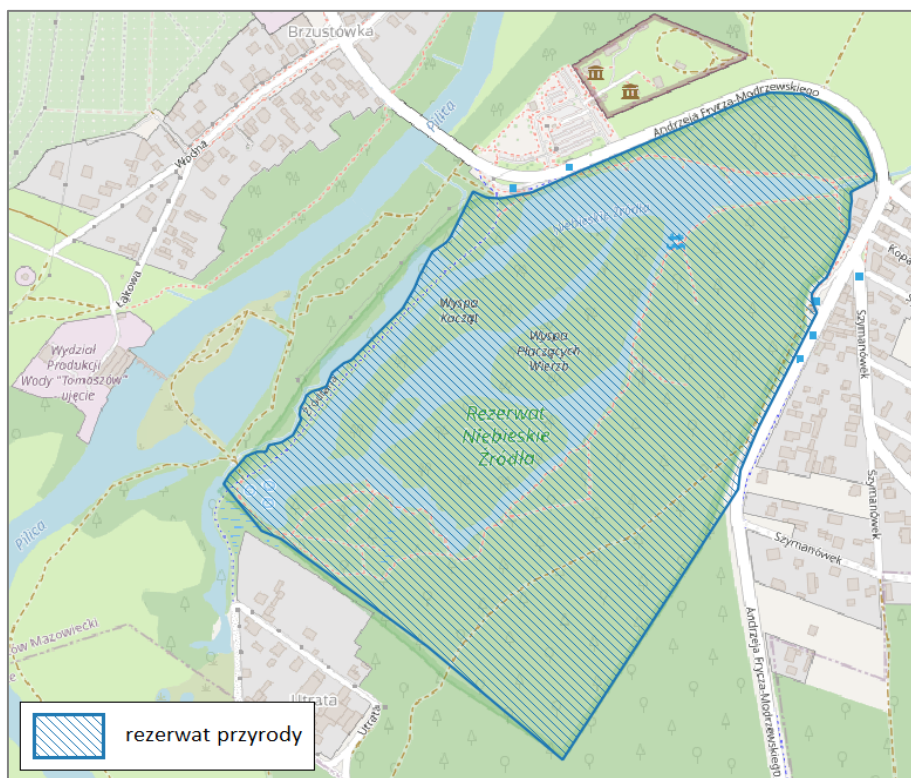 Brzustówka
Pilica
Andrzeja Frycza-Modrzewskiego
Wodna
Niebieskie Źródła
Łąkowa
Wyspa
Kacząt
Wyspa
Płaczących
Wierzb
Szymanówek
Wydział
Produkcji
Wody "Tomaszów"
ujęcie
Źródlana
Rezerwat
Niebieskie
Źródła
Pilica
Szymanówek
Szymanówek
Andrzeja Frycza-Modrzewskiego
ów Mazowiecki
Utrata
Utrata
rezerwat przyrody